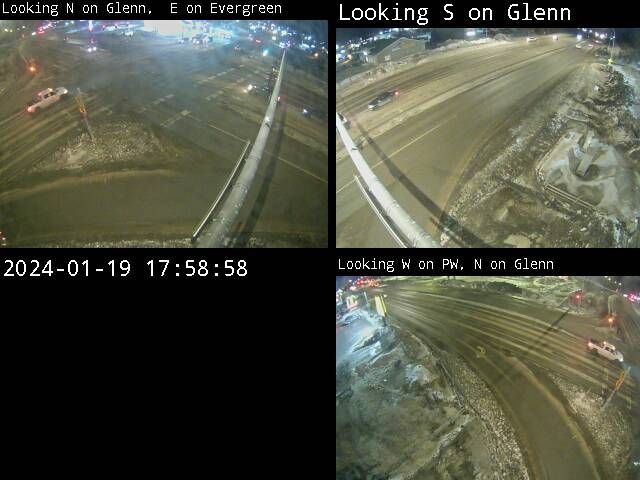 Looking N on Glenn,  E on Evergreen
Looking S on Glenn
2024-01-19 17:58:58
Looking W on PW, N on Glenn